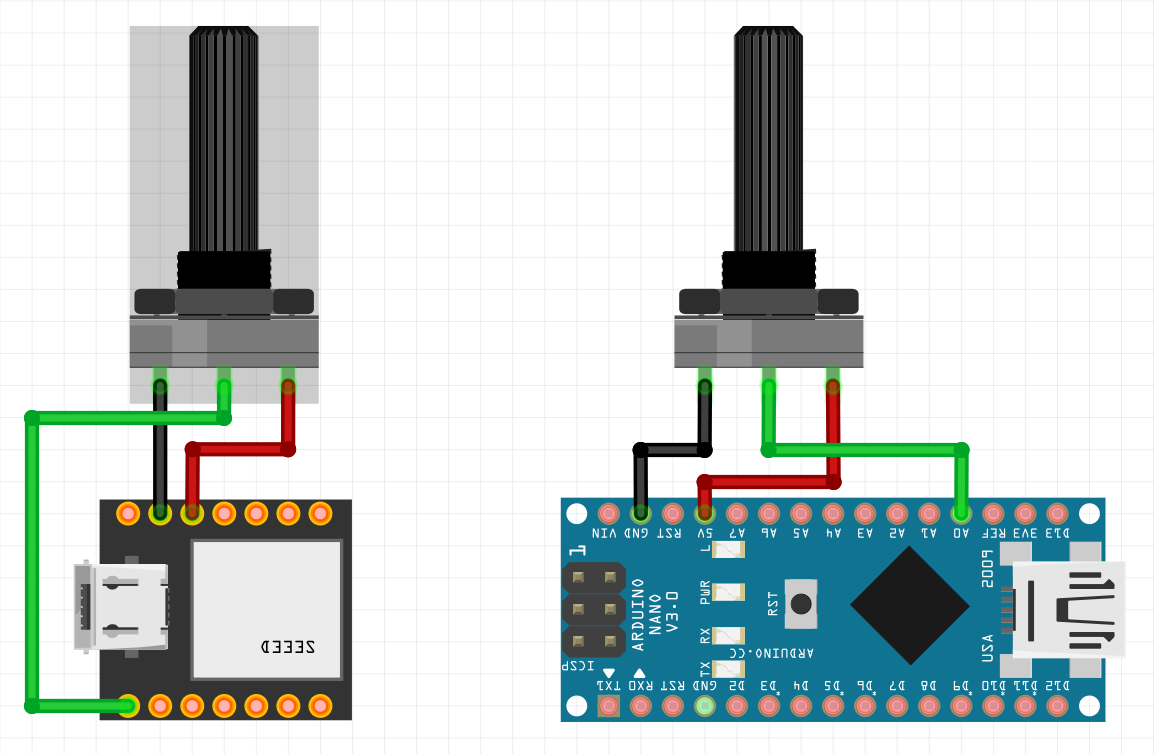 SEEED
VIN GND RST 5V A7 A6 A5 A4 A3 A2 A1 A0 REF 3V3 D13
1
L
PWR
RX
TX
ARDUINO
NANO
V3.0
RST
2009
USA
ARDUINO.CC
ICSP
TX1 RX0 RST GND D2 D3 D4 D5 D6 D7 D8 D9 D10 D11 D12